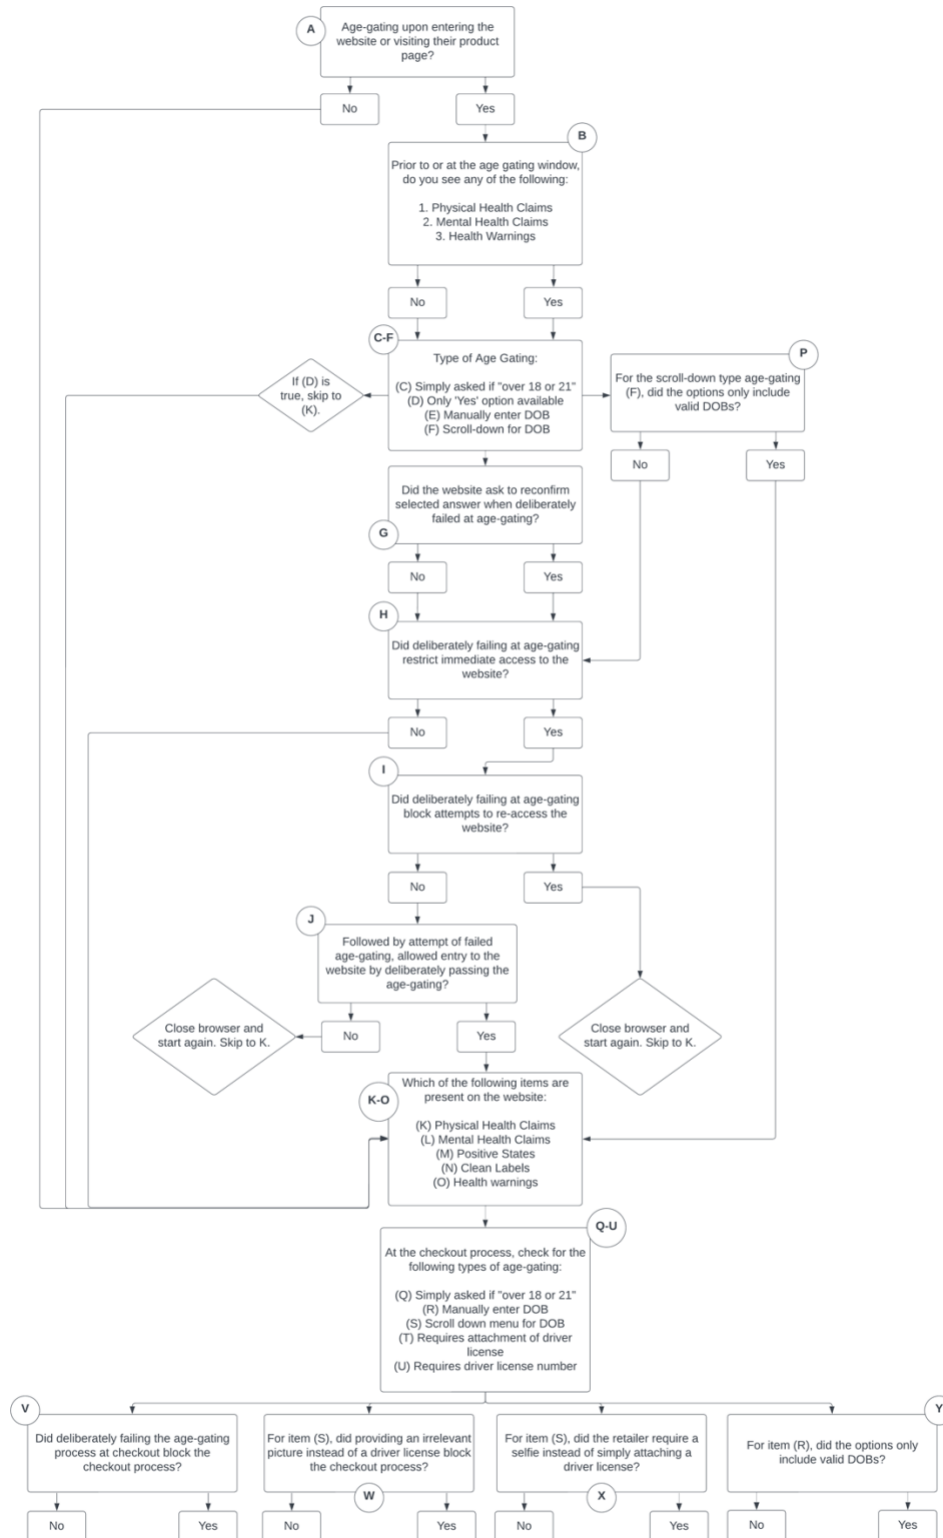 A
Age-gating upon entering the
website or visiting their product
page?
No
Yes
B
Prior to or at the age gating window,
do you see any of the following:
1. Physical Health Claims
2. Mental Health Claims
3. Health Warnings
No
Yes
C-F
Type of Age Gating:
(C) Simply asked if "over 18 or 21"
(D) Only 'Yes' option available
(E) Manually enter DOB
(F) Scroll-down for DOB
If (D) is
true, skip to
(K).
P
For the scroll-down type age-gating
(F), did the options only include
valid DOBs?
No
Yes
Did the website ask to reconfirm
selected answer when deliberately
failed at age-gating?
G
No
Yes
H
Did deliberately failing at age-gating
restrict immediate access to the
website?
No
Yes
I
Did deliberately failing at age-gating
block attempts to re-access the
website?
No
Yes
J
Followed by attempt of failed
age-gating, allowed entry to the
website by deliberately passing the
age-gating?
No
Yes
Close browser and
start again. Skip to K.
Close browser and
start again. Skip to K.
K-O
Which of the following items are
present on the website:
(K) Physical Health Claims
(L) Mental Health Claims
(M) Positive States
(N) Clean Labels
(O) Health warnings
Q-U
At the checkout process, check for the
following types of age-gating:
(Q) Simply asked if "over 18 or 21"
(R) Manually enter DOB
(S) Scroll down menu for DOB
(T) Requires attachment of driver
license
(U) Requires driver license number
V
Did deliberately failing the age-gating
process at checkout block the
checkout process?
No
Yes
For item (S), did providing an irrelevant
picture instead of a driver license block
the checkout process?
W
No
Yes
For item (S), did the retailer require a
selfie instead of simply attaching a
driver license?
X
No
Yes
Y
For item (R), did the options only
include valid DOBs?
No
Yes